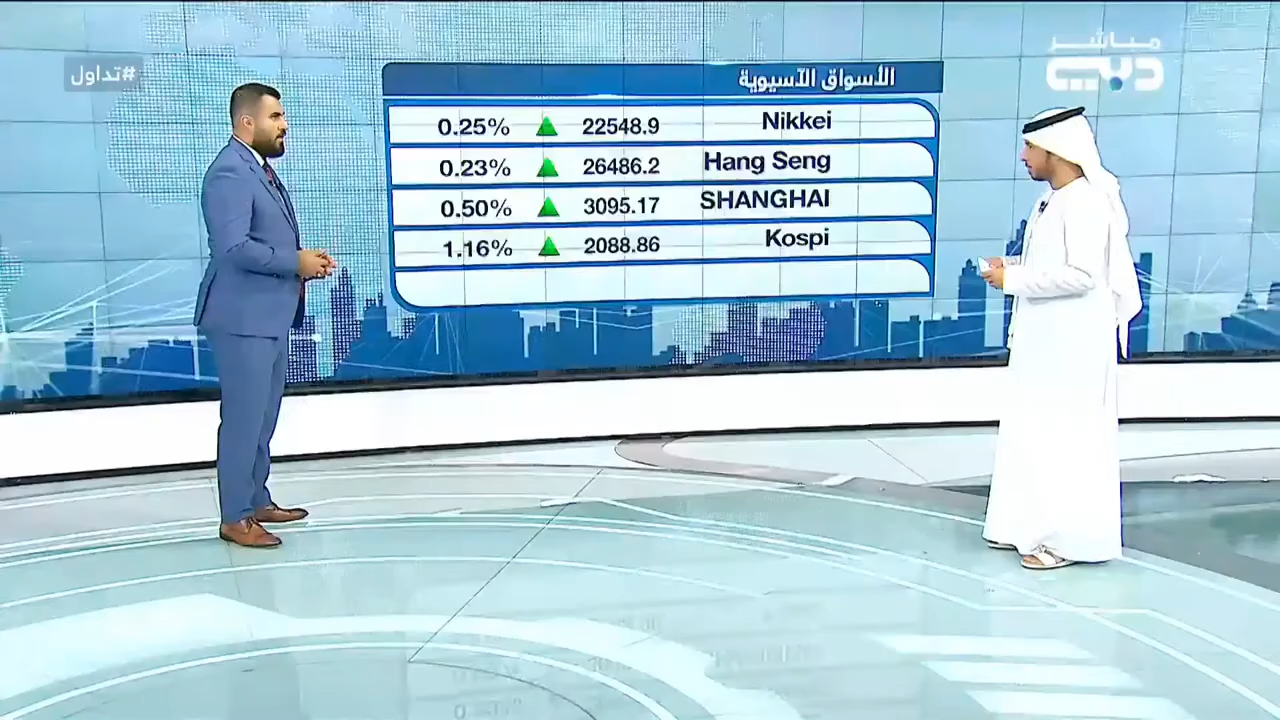 #تداول
مباشر
دبي
الأسواق الآسيوية
Nikkei 22548.9 ▲ 0.25%
Hang Seng 26486.2 ▲ 0.23%
SHANGHAI 3095.17 ▲ 0.50%
Kospi 2088.86 ▲ 1.16%